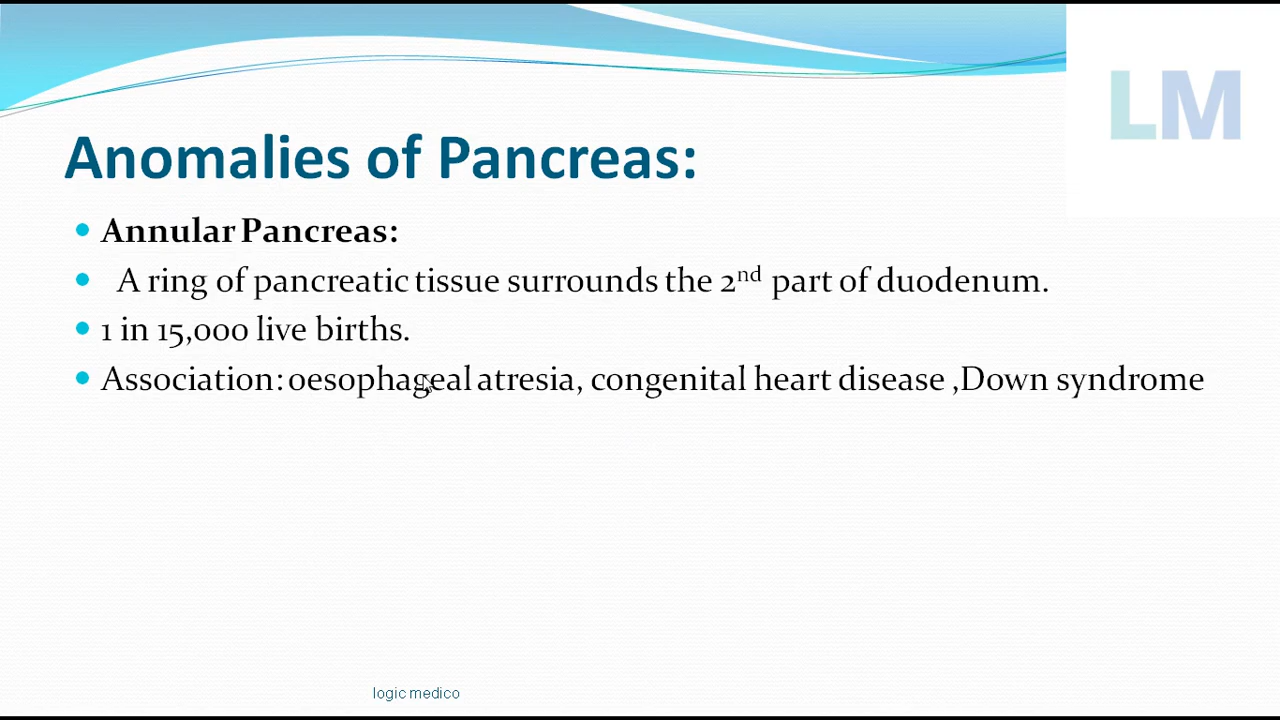 LM
Anomalies of Pancreas:
Annular Pancreas:
A ring of pancreatic tissue surrounds the 2nd part of duodenum.
1 in 15,000 live births.
Association: oesophageal atresia, congenital heart disease ,Down syndrome
logic medico